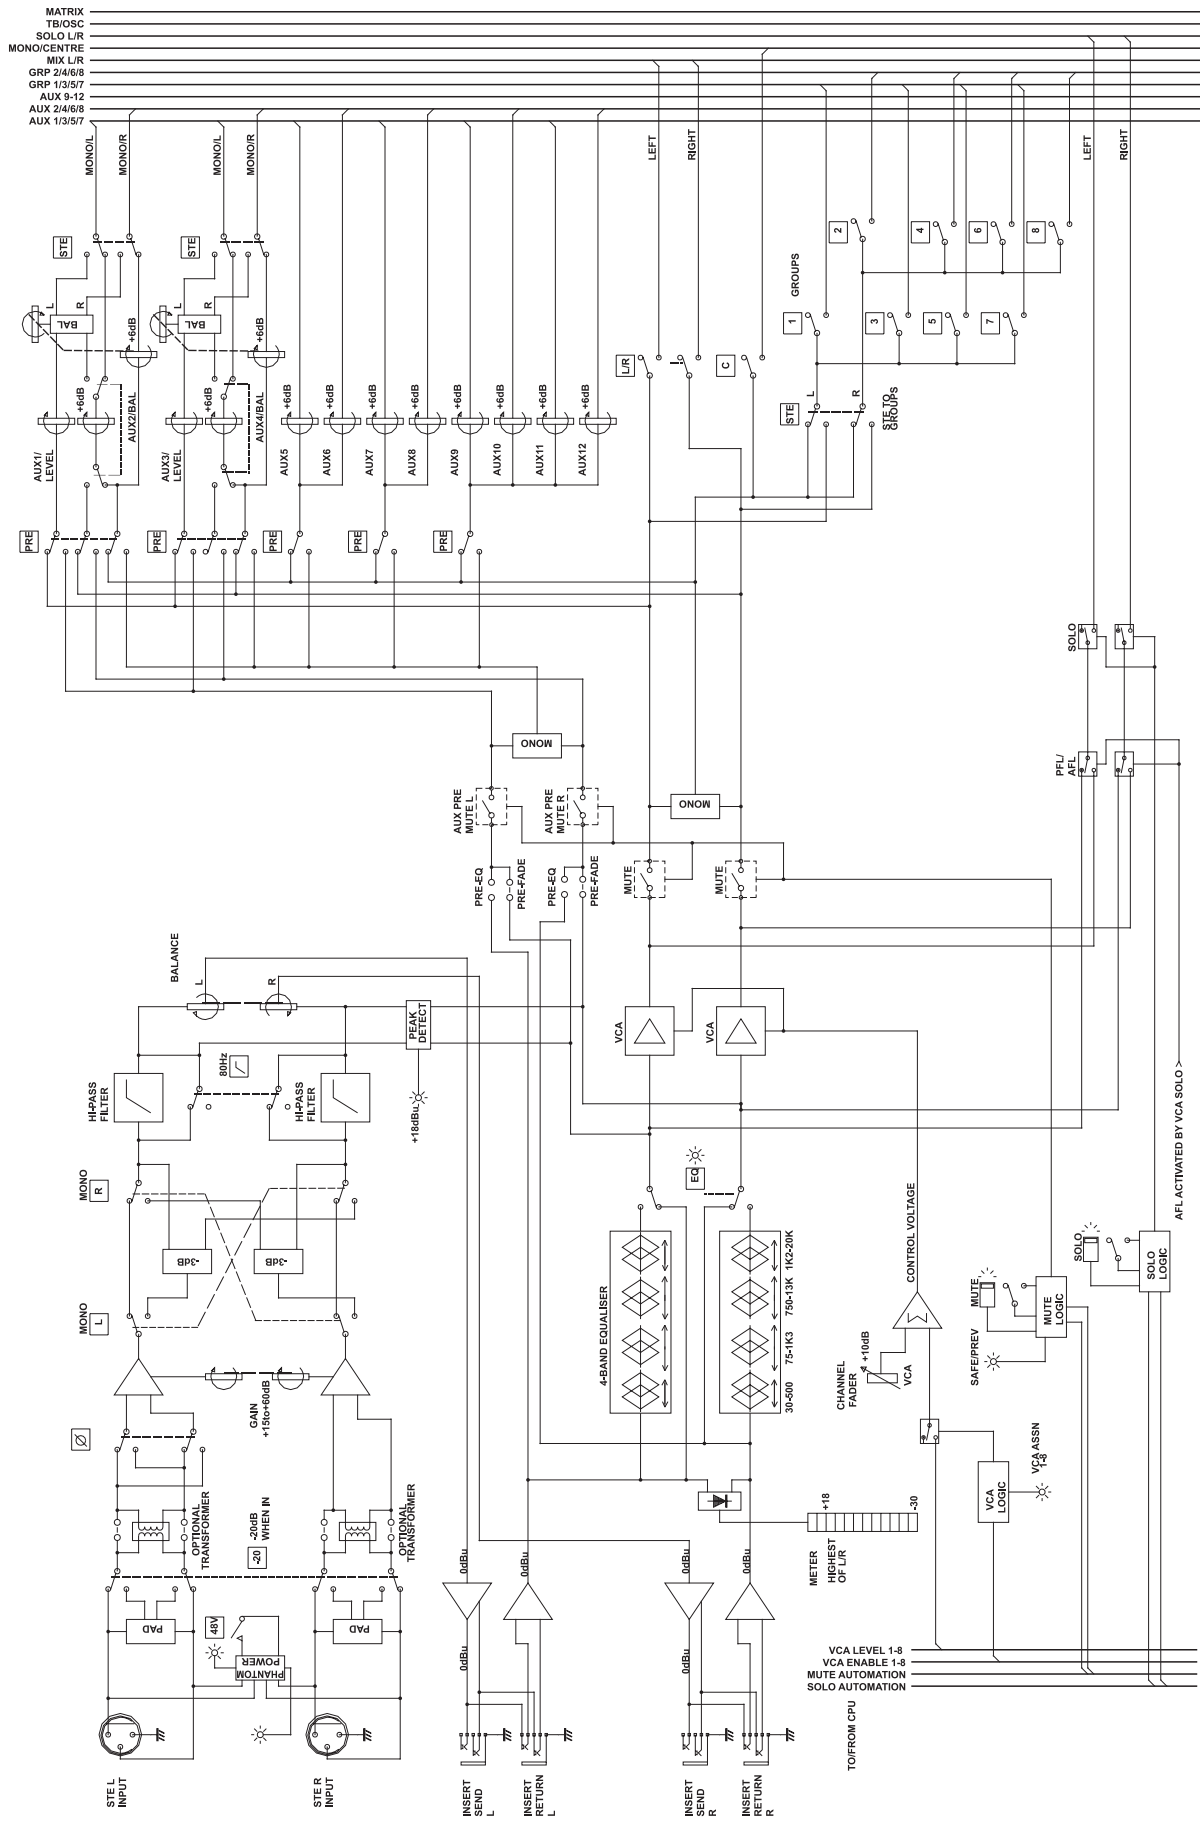 MATRIX
TB/OSC
SOLO L/R
MONO/CENTRE
MIX L/R
GRP 2/4/6/8
GRP 1/3/5/7
AUX 9-12
AUX 2/4/6/8
AUX 1/3/5/7
MONO/L
MONO/R
MONO/L
MONO/R
LEFT
RIGHT
LEFT
RIGHT
STE
STE
L
R
BAL
+6dB
L
R
BAL
+6dB
2
4
6
8
GROUPS
1
3
5
7
L/R
C
+6dB
AUX2/BAL
+6dB
AUX4/BAL
+6dB
+6dB
+6dB
+6dB
+6dB
+6dB
+6dB
+6dB
AUX1/
LEVEL
AUX3/
LEVEL
AUX5
AUX6
AUX7
AUX8
AUX9
AUX10
AUX11
AUX12
STE
L
R
STE TO
GROUPS
PRE
PRE
PRE
PRE
PRE
SOLO
MONO
PFL/
AFL
AUX PRE
MUTE L
AUX PRE
MUTE R
MONO
PRE-EQ
PRE-FADE
PRE-EQ
PRE-FADE
MUTE
MUTE
BALANCE
L
R
PEAK
DETECT
VCA
VCA
80Hz
HI-PASS
FILTER
HI-PASS
FILTER
+18dBu
AFL ACTIVATED BY VCA SOLO >
MONO
R
EQ
-3dB
-3dB
CONTROL VOLTAGE
SOLO
SOLO
LOGIC
MONO
L
4-BAND EQUALISER
1K2-20K
750-13K
75-1K3
30-500
MUTE
MUTE
LOGIC
SAFE/PREV
GAIN
+15to+60dB
CHANNEL
FADER
+10dB
VCA
Ø
OPTIONAL
TRANSFORMER
-20
-20dB
WHEN IN
OPTIONAL
TRANSFORMER
VCA
LOGIC
VCA ASSN
1-8
+18
-30
METER
HIGHEST
OF L/R
0dBu
0dBu
PAD
48V
PAD
PHANTOM
POWER
0dBu
0dBu
VCA LEVEL 1-8
VCA ENABLE 1-8
MUTE AUTOMATION
SOLO AUTOMATION
TO/FROM CPU
STE L
INPUT
STE R
INPUT
INSERT
SEND
L
INSERT
RETURN
L
INSERT
SEND
R
INSERT
RETURN
R